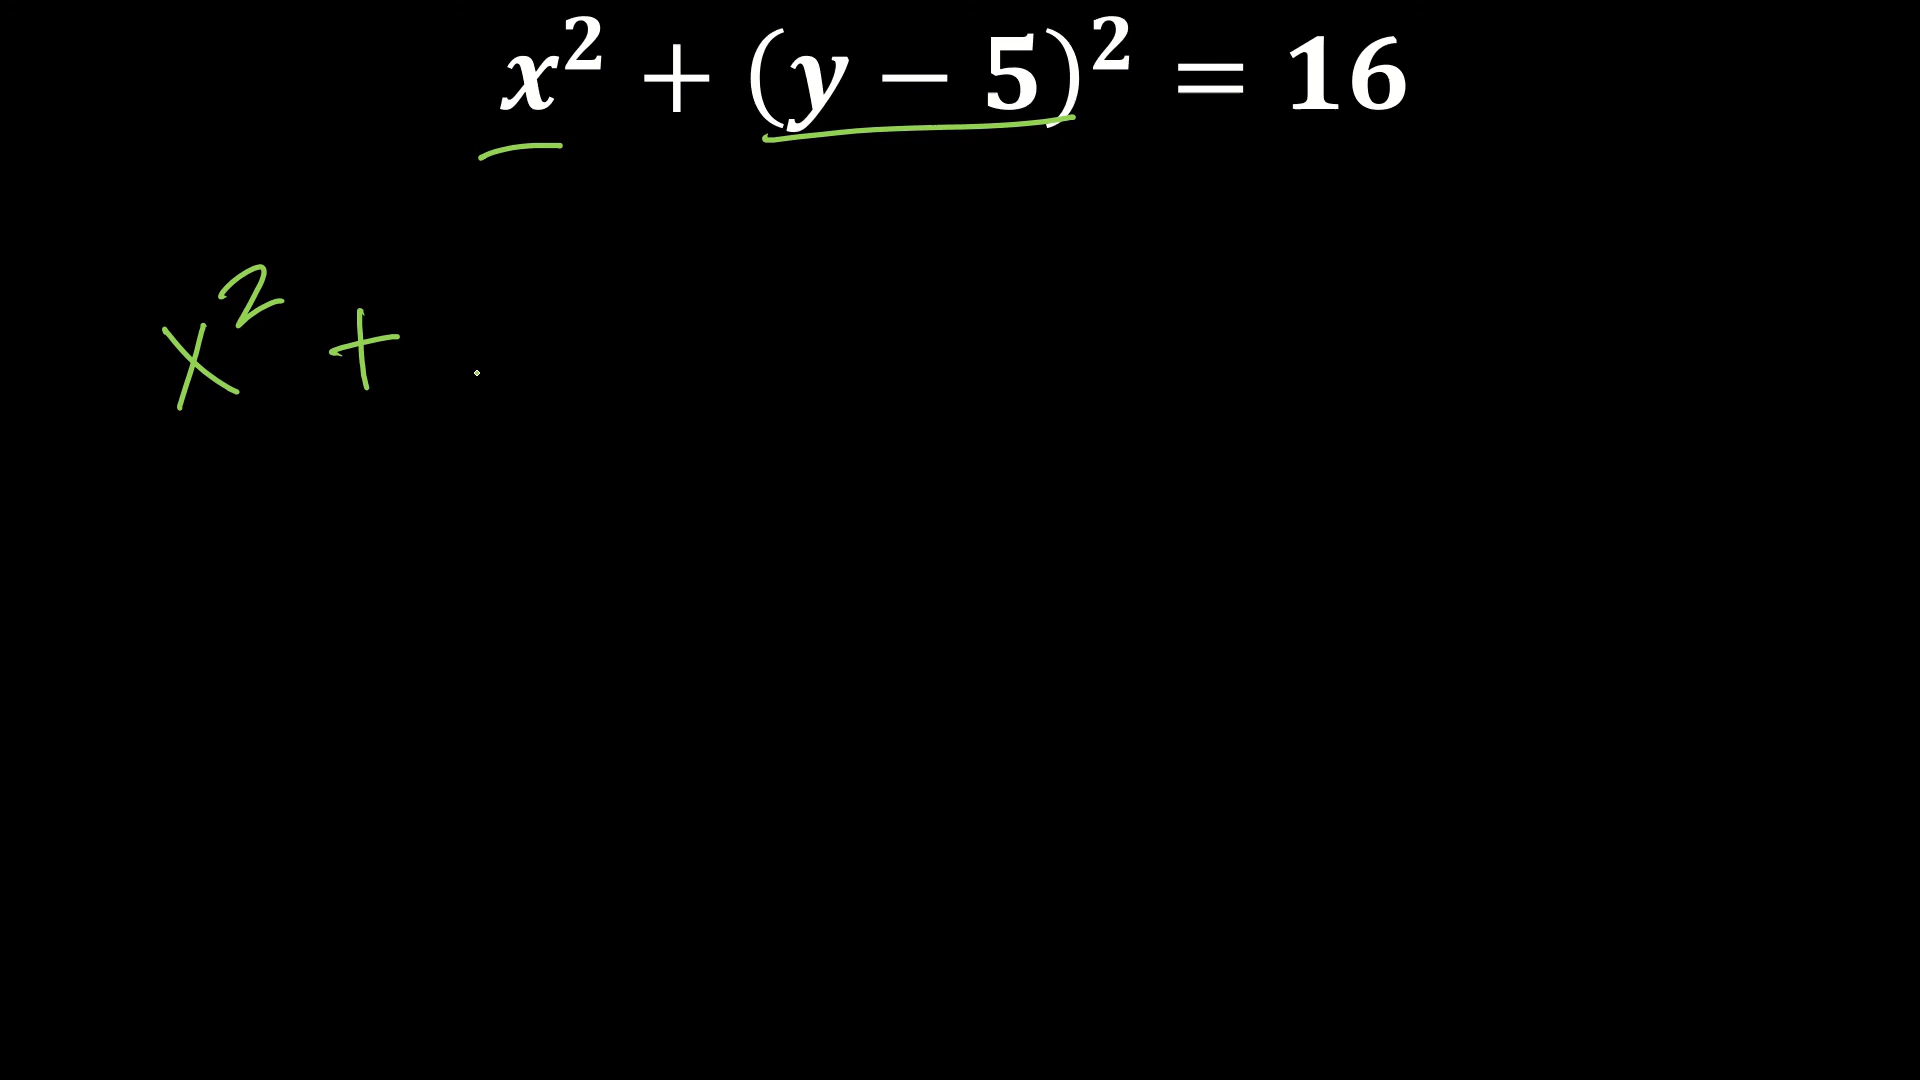 x² + (y − 5)² = 16
x² +